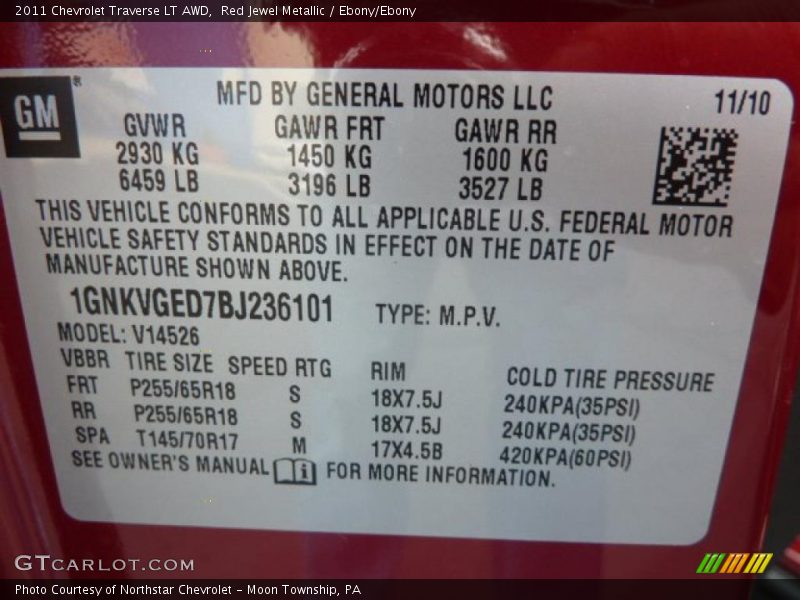 2011 Chevrolet Traverse LT AWD,  Red Jewel Metallic / Ebony/Ebony
GM ®
MFD BY GENERAL MOTORS LLC 11/10
GVWR GAWR FRT GAWR RR
2930 KG 1450 KG 1600 KG
6459 LB 3196 LB 3527 LB
THIS VEHICLE CONFORMS TO ALL APPLICABLE U.S. FEDERAL MOTOR
VEHICLE SAFETY STANDARDS IN EFFECT ON THE DATE OF
MANUFACTURE SHOWN ABOVE.
1GNKVGED7BJ236101 TYPE: M.P.V.
MODEL: V14526
VBBR TIRE SIZE SPEED RTG RIM COLD TIRE PRESSURE
FRT P255/65R18 S 18X7.5J 240KPA(35PSI)
RR P255/65R18 S 18X7.5J 240KPA(35PSI)
SPA T145/70R17 M 17X4.5B 420KPA(60PSI)
SEE OWNER'S MANUAL i FOR MORE INFORMATION.
GTCARLOT.COM
Photo Courtesy of Northstar Chevrolet - Moon Township, PA